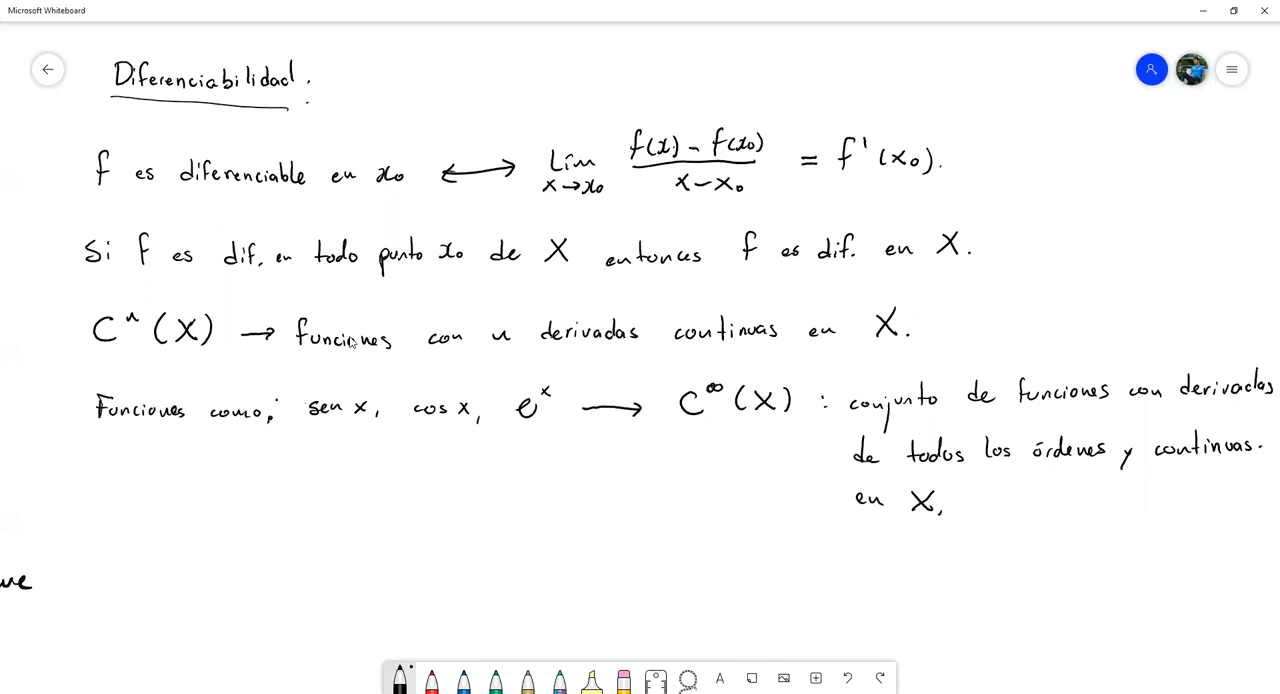 Microsoft Whiteboard
Diferenciabilidad.
f es diferenciable en x₀ ⟷ Lím x→x₀ (f(x) - f(x₀))/(x - x₀) = f'(x₀).
Si f es dif. en todo punto x₀ de X entonces f es dif. en X.
Cⁿ(X) → funciones con n derivadas continuas en X.
Funciones como: sen x, cos x, eˣ → C^∞(X) : conjunto de funciones con derivadas
de todos los órdenes y continuas.
en X,
A